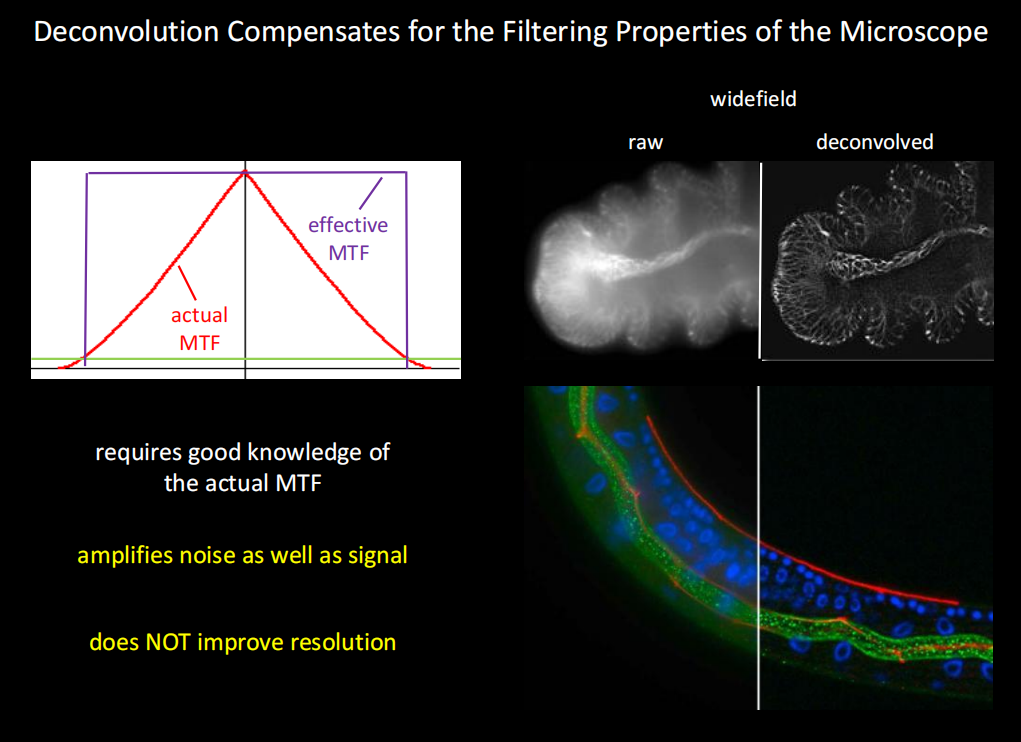 Deconvolution Compensates for the Filtering Properties of the Microscope
widefield
raw
deconvolved
effective
MTF
actual
MTF
requires good knowledge of
the actual MTF
amplifies noise as well as signal
does NOT improve resolution